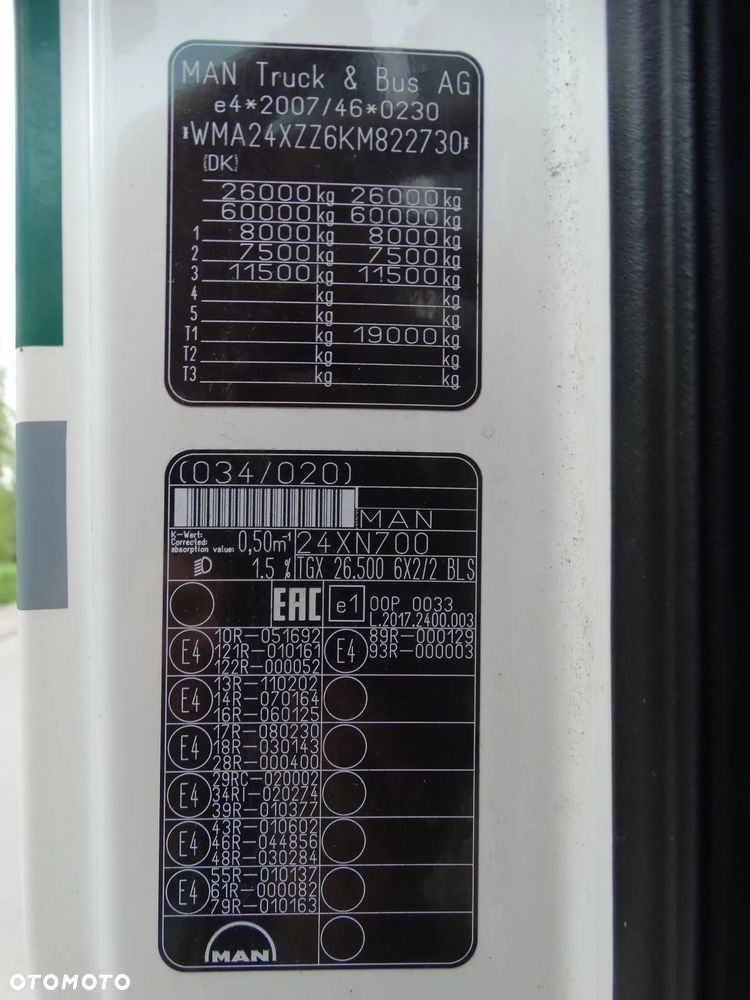 MAN Truck & Bus AG
e4*2007/46*0230
*WMA24XZZ6KM822730*
(DK)
26000 kg 26000 kg
60000 kg 60000 kg
1 8000 kg 8000 kg
2 7500 kg 7500 kg
3 11500 kg 11500 kg
4 kg kg
5 kg kg
T1 kg 19000 kg
T2 kg kg
T3 kg kg
(034/020)
MAN
K-Wert:
Corrected:
absorption value: 0,50m-1 24XN700
1.5 % TGX 26.500 6X2/2 BLS
EAC e1 00P 0033
L.2017.2400.003
E4 10R-051692 E4 89R-000129
121R-010161 93R-000003
122R-000052
E4 13R-110202
14R-070164
16R-060125
E4 17R-080230
18R-030143
28R-000400
E4 29RC-020002
34RI-020274
39R-010377
E4 43R-010602
46R-044856
48R-030284
E4 55R-010137
61R-000082
79R-010163
MAN
OTOMOTO